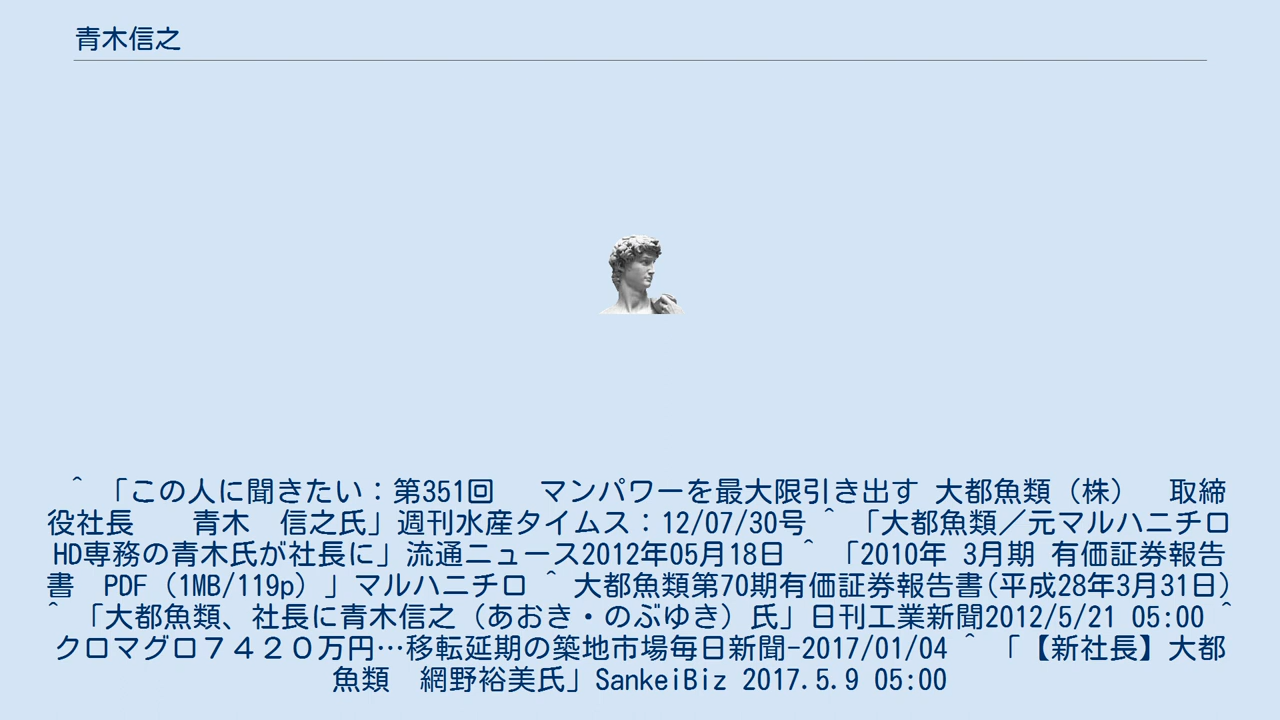 青木信之
^ 「この人に聞きたい：第351回　 マンパワーを最大限引き出す 大都魚類（株）　取締
役社長　　青木　信之氏」週刊水産タイムス：12/07/30号 ^ 「大都魚類／元マルハニチロ
HD専務の青木氏が社長に」流通ニュース2012年05月18日 ^ 「2010年 3月期 有価証券報告
書　PDF（1MB/119p）」マルハニチロ ^ 大都魚類第70期有価証券報告書(平成28年3月31日)
^ 「大都魚類、社長に青木信之（あおき・のぶゆき）氏」日刊工業新聞2012/5/21 05:00 ^
クロマグロ７４２０万円…移転延期の築地市場毎日新聞-2017/01/04 ^ 「【新社長】大都
魚類　網野裕美氏」SankeiBiz 2017.5.9 05:00